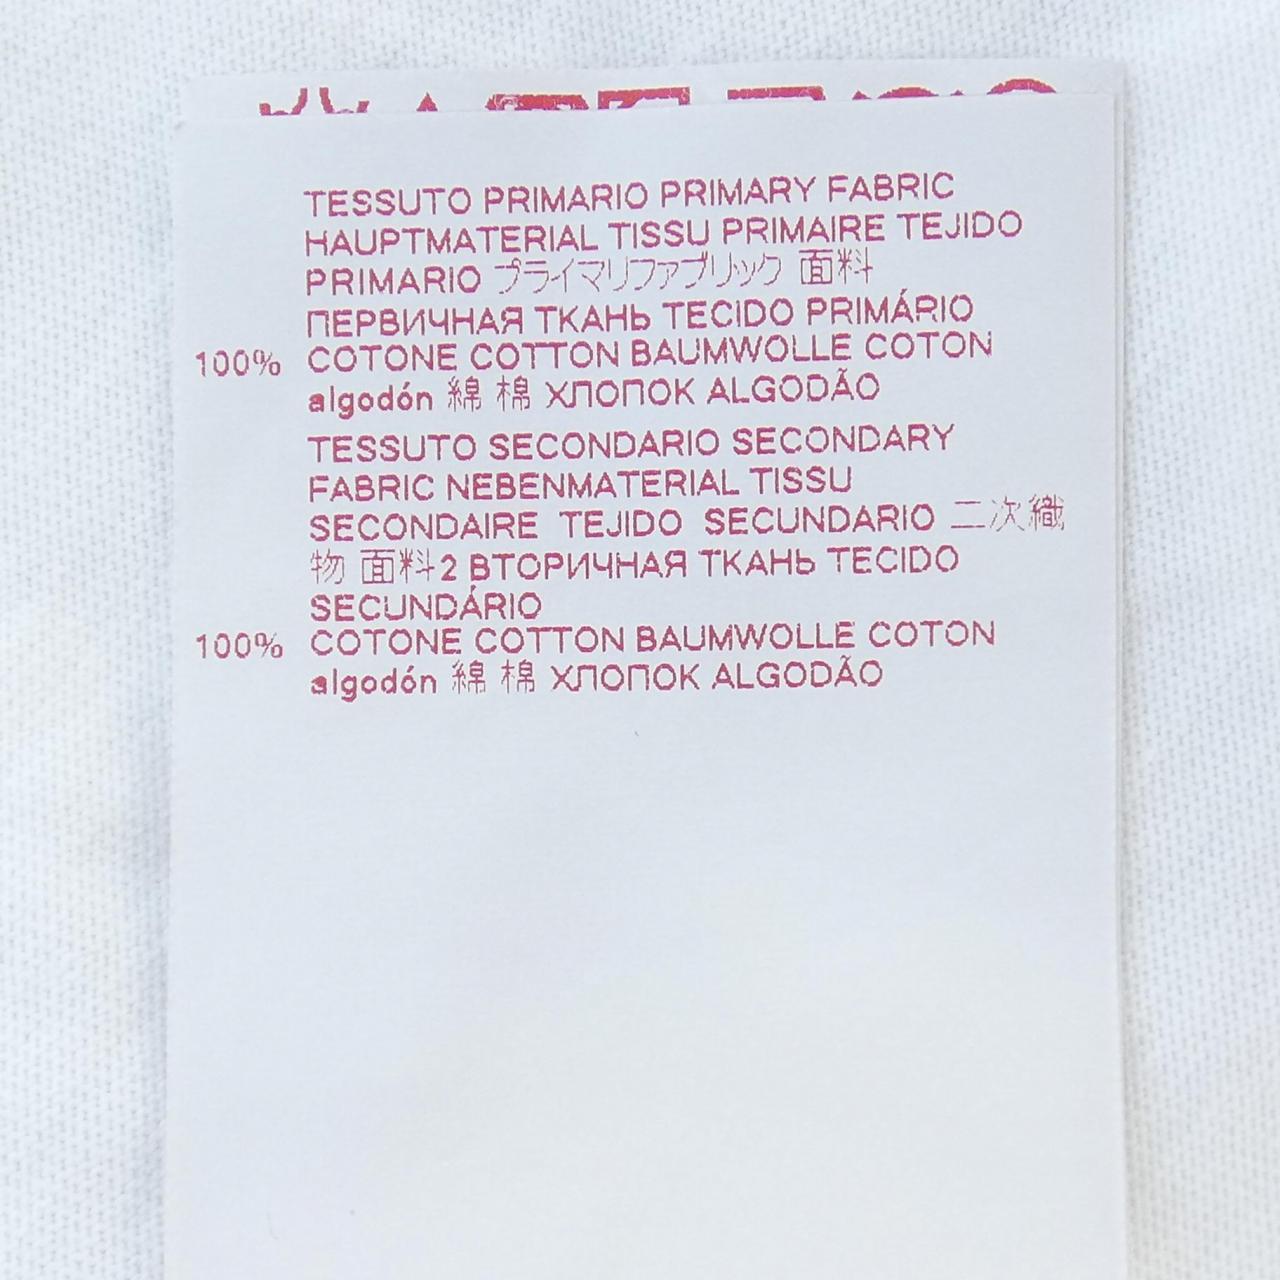 TESSUTO PRIMARIO PRIMARY FABRIC
HAUPTMATERIAL TISSU PRIMAIRE TEJIDO
PRIMARIO プライマリファブリック 面料
ПЕРВИЧНАЯ ТКАНЬ TECIDO PRIMÁRIO
100% COTONE COTTON BAUMWOLLE COTON
algodón 綿 棉 ХЛОПОК ALGODÃO
TESSUTO SECONDARIO SECONDARY
FABRIC NEBENMATERIAL TISSU
SECONDAIRE TEJIDO SECUNDARIO 二次織
物 面料2 ВТОРИЧНАЯ ТКАНЬ TECIDO
SECUNDÁRIO
100% COTONE COTTON BAUMWOLLE COTON
algodón 綿 棉 ХЛОПОК ALGODÃO